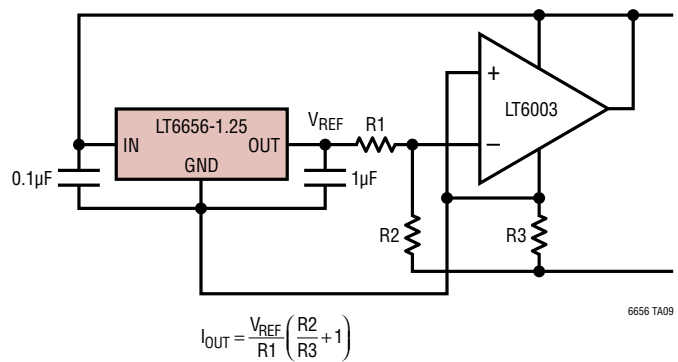 LT6656-1.25
IN
OUT
GND
V_REF
R1
+
−
LT6003
0.1µF
1µF
R2
R3
6656 TA09
I_OUT = V_REF/R1 (R2/R3 + 1)